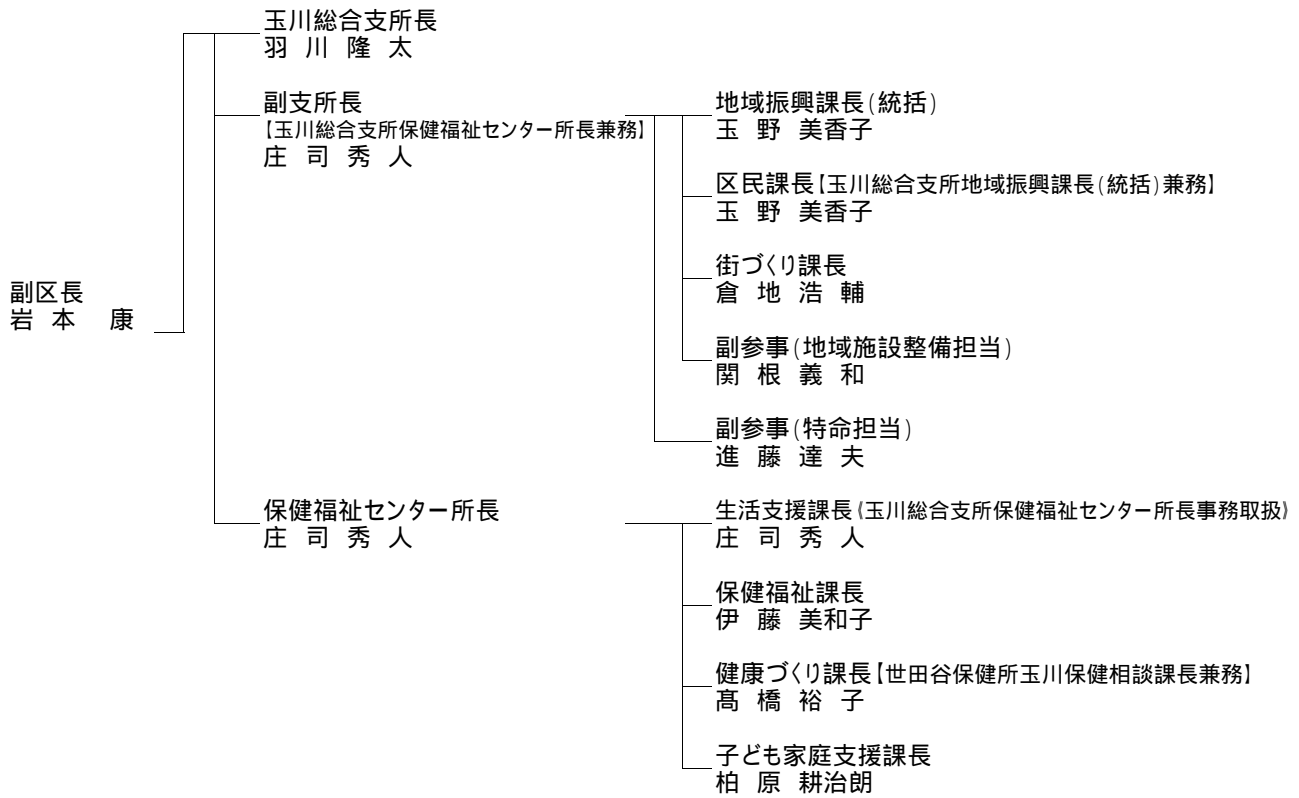 玉川総合支所長
羽 川 隆 太
副支所長
【玉川総合支所保健福祉センター所長兼務】
庄 司 秀 人
地域振興課長(統括)
玉 野 美香子
区民課長【玉川総合支所地域振興課長(統括)兼務】
玉 野 美香子
街づくり課長
倉 地 浩 輔
副区長
岩 本 康
副参事(地域施設整備担当)
関 根 義 和
副参事(特命担当)
進 藤 達 夫
保健福祉センター所長
庄 司 秀 人
生活支援課長《玉川総合支所保健福祉センター所長事務取扱》
庄 司 秀 人
保健福祉課長
伊 藤 美和子
健康づくり課長【世田谷保健所玉川保健相談課長兼務】
髙 橋 裕 子
子ども家庭支援課長
柏 原 耕治朗